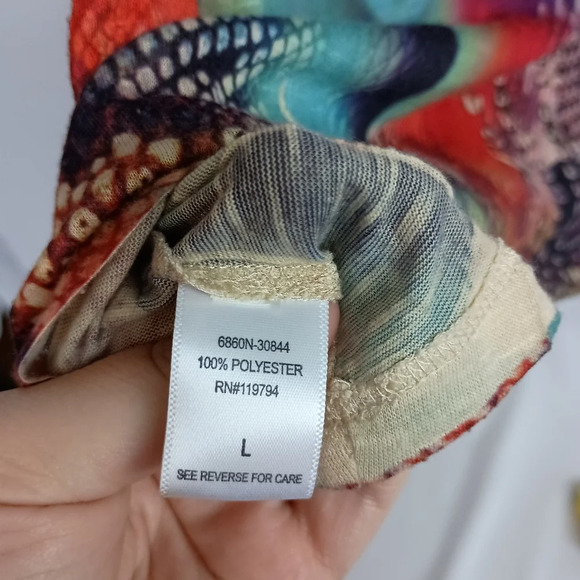 6860N-30844
100% POLYESTER
RN#119794
L
SEE REVERSE FOR CARE